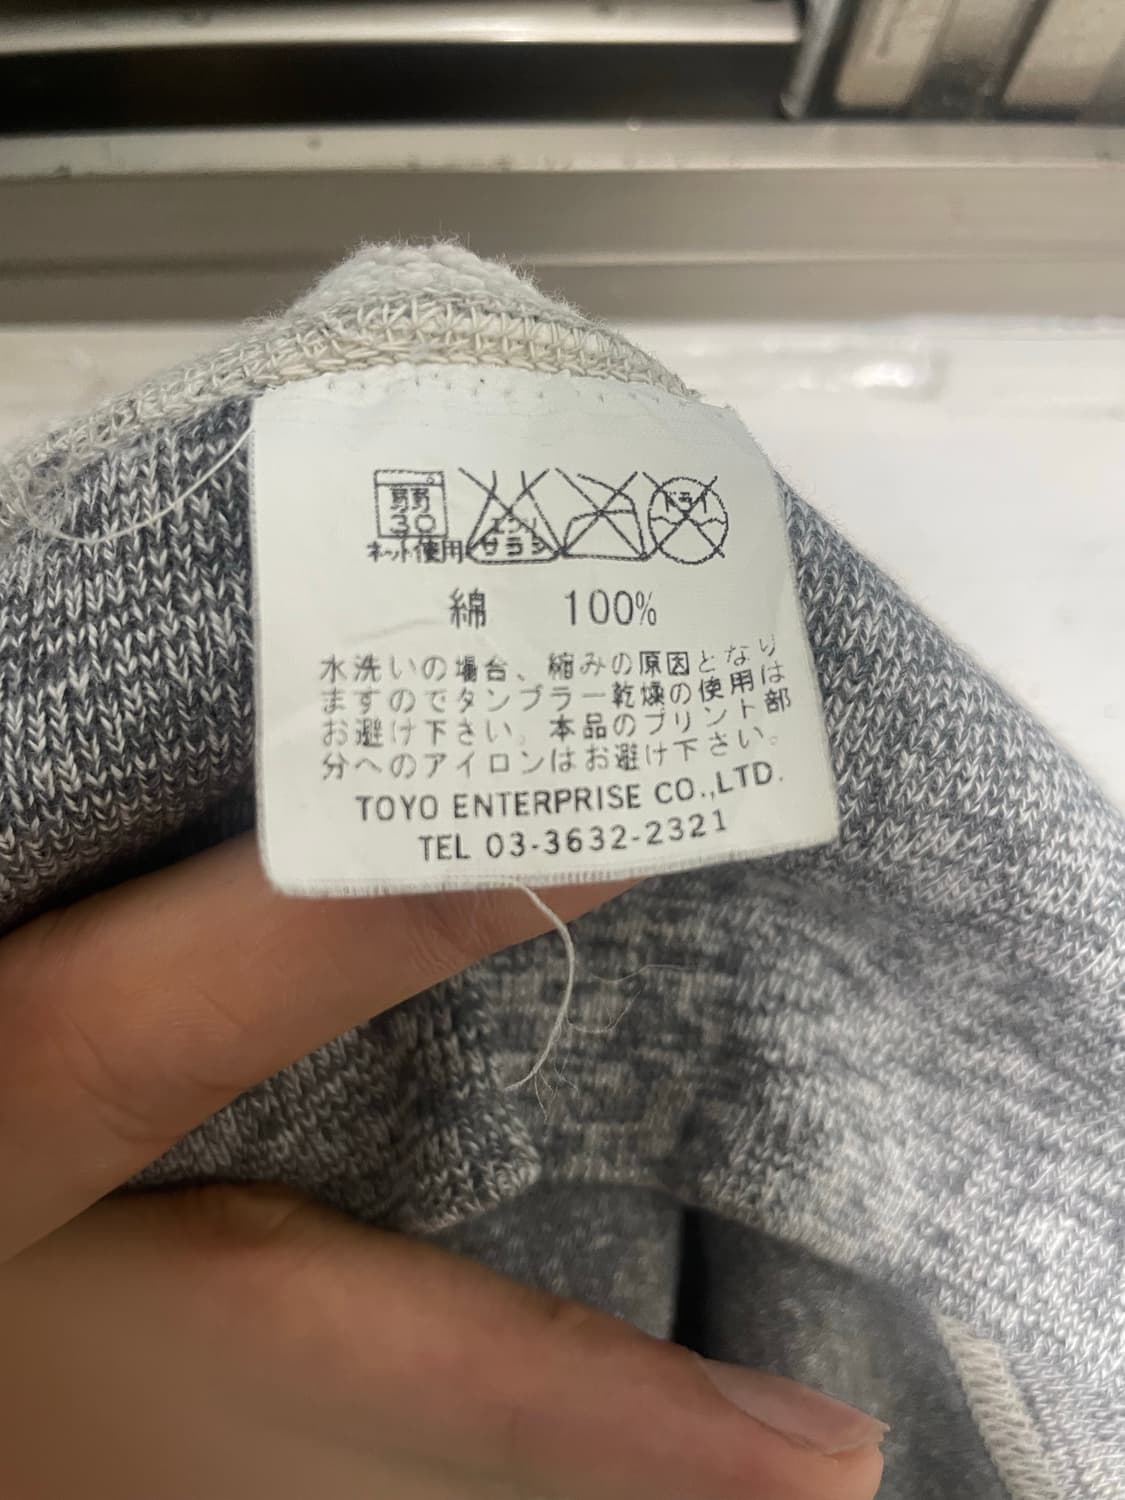 弱
30
ネット使用
エンソ
サラシ
ドライ
綿 100%
水洗いの場合、縮みの原因となり
ますのでタンブラー乾燥の使用は
お避け下さい。本品のプリント部
分へのアイロンはお避け下さい。
TOYO ENTERPRISE CO.,LTD.
TEL 03-3632-2321